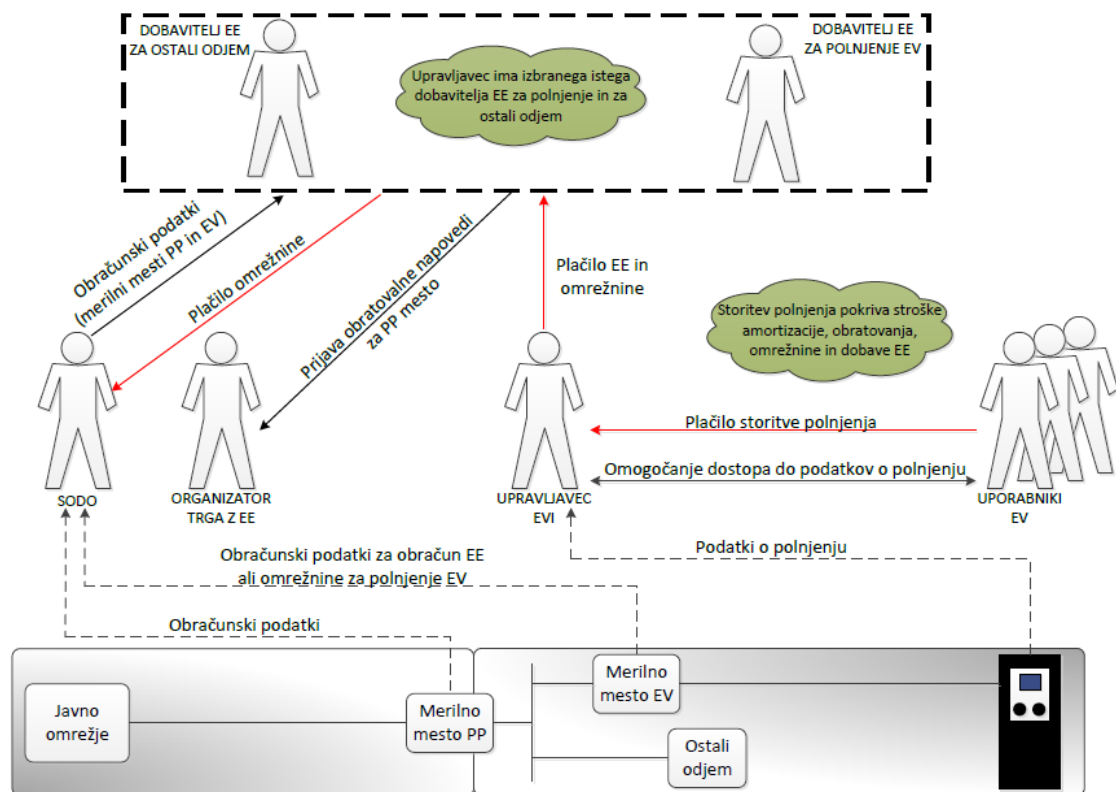 DOBAVITELJ EE
ZA OSTALI ODJEM
DOBAVITELJ EE
ZA POLNJENJE EV
Upravljavec ima izbranega istega
dobavitelja EE za polnjenje in za
ostali odjem
Obračunski podatki
(merilni mesti PP in EV)
Plačilo omrežnine
Prijava obratovalne napovedi
za PP mesto
Plačilo EE in
omrežnine
Storitev polnjenja pokriva stroške
amortizacije, obratovanja,
omrežnine in dobave EE
Plačilo storitve polnjenja
Omogočanje dostopa do podatkov o polnjenju
SODO
ORGANIZATOR
TRGA Z EE
UPRAVLJAVEC
EVI
UPORABNIKI
EV
Obračunski podatki za obračun EE
ali omrežnine za polnjenje EV
Podatki o polnjenju
Obračunski podatki
Javno
omrežje
Merilno
mesto PP
Merilno
mesto EV
Ostali
odjem